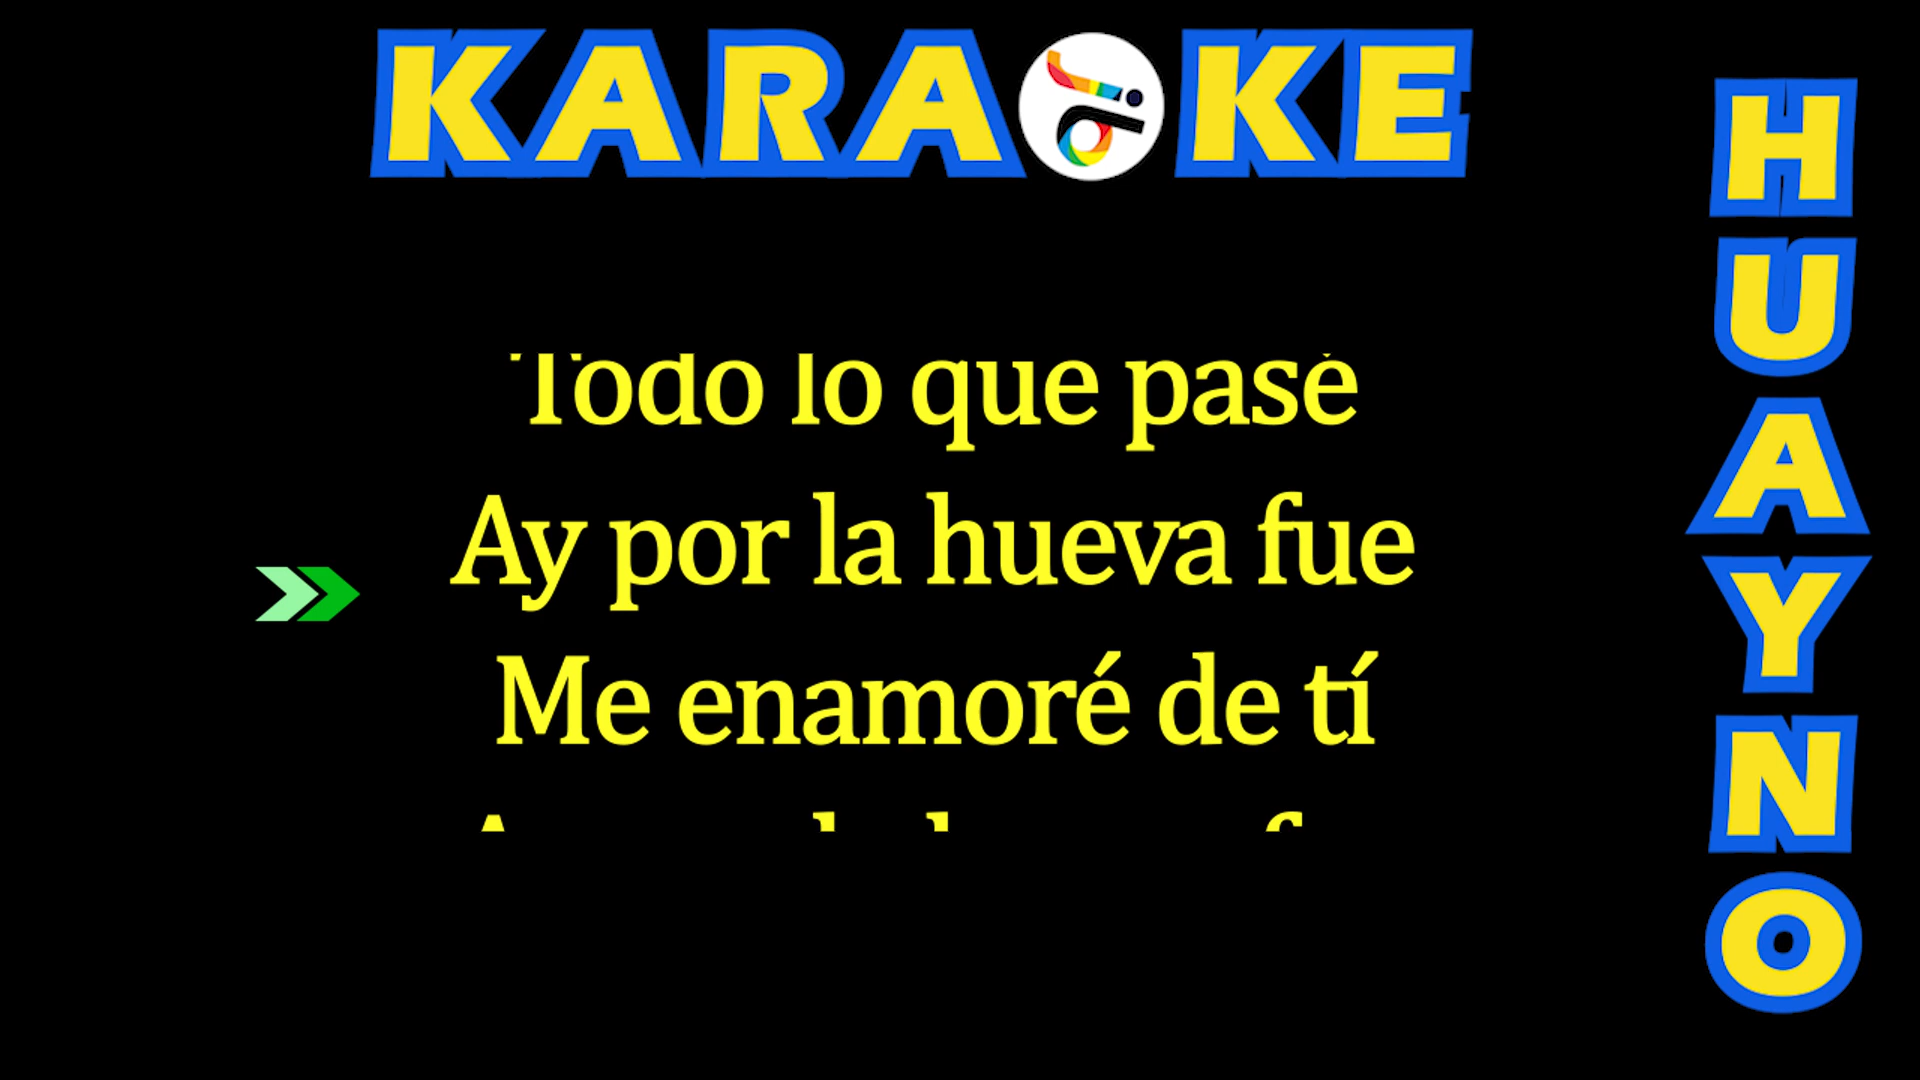 KARAOKE
Todo lo que pasé
Ay por la hueva fue
Me enamoré de tí
HUAYNO